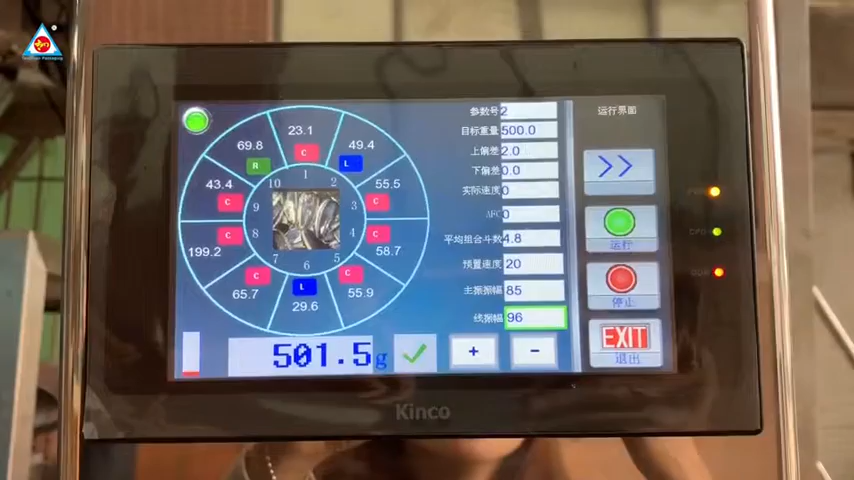 参数号 2
目标重量 500.0
上偏差 2.0
下偏差 0.0
实际速度 0
AFC 0
平均组合斗数 4.8
预置速度 20
主振振幅 85
线振幅 96
运行界面
>>
运行
停止
EXIT
退出
23.1
49.4
55.5
58.7
55.9
29.6
65.7
199.2
43.4
69.8
C
L
C
C
C
L
C
C
C
R
1
2
3
4
5
6
7
8
9
10
501.5g
+
-
CPU
Kinco